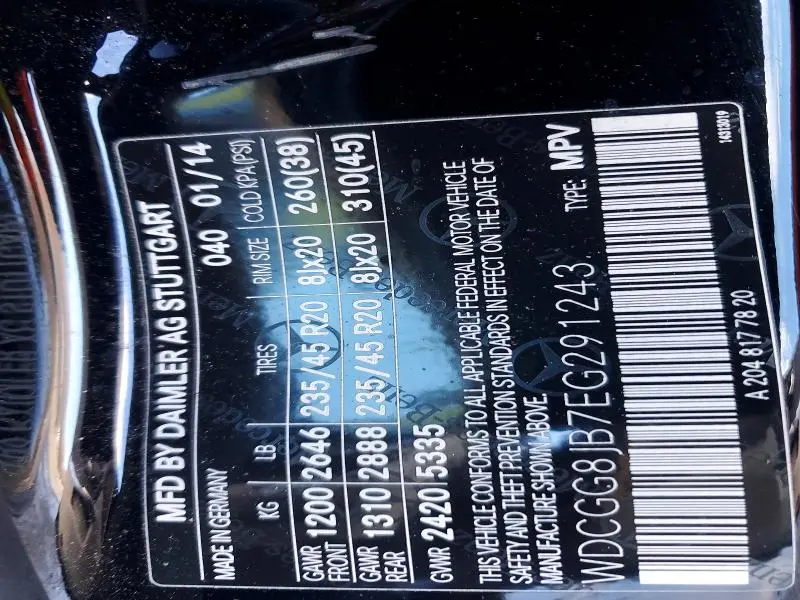 MFD BY DAIMLER AG STUTTGART
MADE IN GERMANY 040 01/14
KG LB TIRES RIM SIZE COLD KPA(PSI)
GAWR FRONT 1200 2646 235/45 R20 8Jx20 260(38)
GAWR REAR 1310 2888 235/45 R20 8Jx20 310(45)
GVWR 2420 5335
THIS VEHICLE CONFORMS TO ALL APPLICABLE FEDERAL MOTOR VEHICLE
SAFETY AND THEFT PREVENTION STANDARDS IN EFFECT ON THE DATE OF
MANUFACTURE SHOWN ABOVE.
WDCGG8JB7EG291243 TYPE: MPV
A 204 817 78 20
14313019